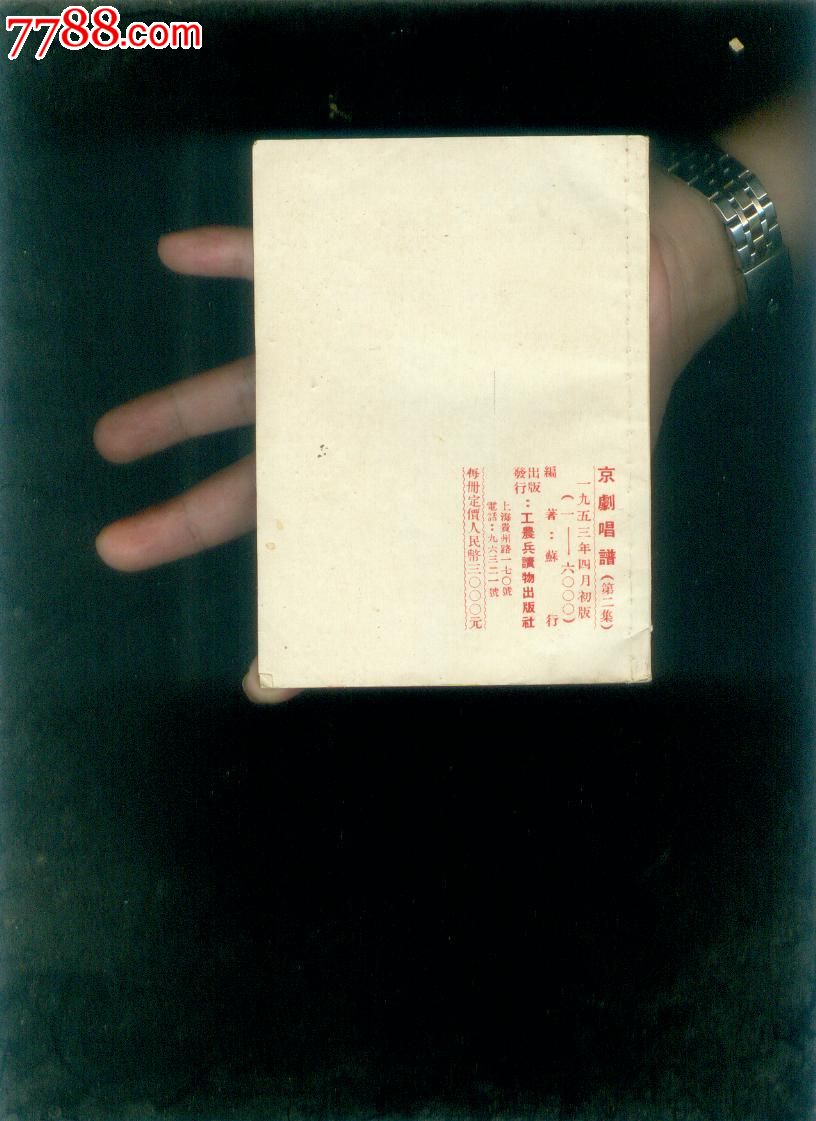 7788.com
京劇唱譜(第二集)
一九五三年四月初版
(一——六〇〇〇)
編著:蘇行
出版
發行:工農兵讀物出版社
上海貴州路一七〇號
電話:九六三二一號
每冊定價人民幣三〇〇〇元